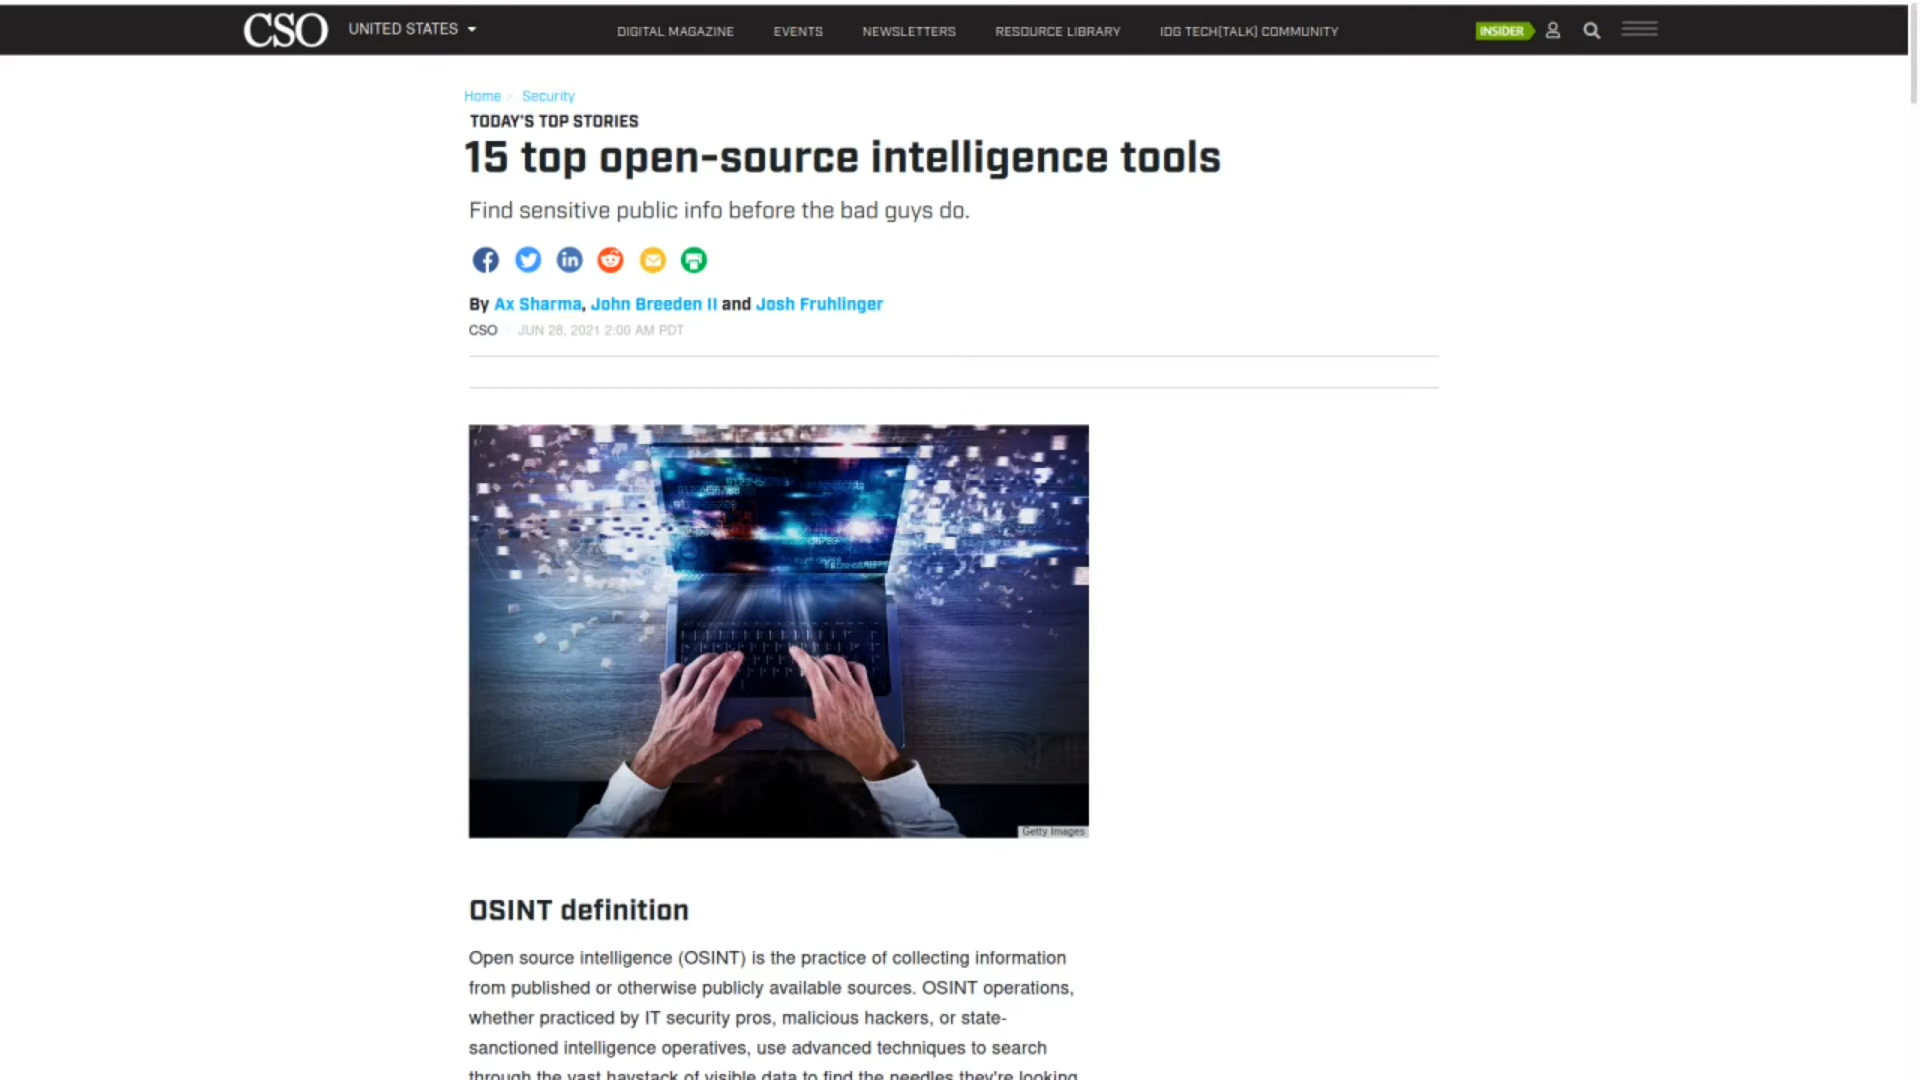 CSO
UNITED STATES
DIGITAL MAGAZINE
EVENTS
NEWSLETTERS
RESOURCE LIBRARY
IDG TECH(TALK) COMMUNITY
INSIDER
Home > Security
TODAY'S TOP STORIES
15 top open-source intelligence tools
Find sensitive public info before the bad guys do.
By Ax Sharma, John Breeden II and Josh Fruhlinger
CSO | JUN 28, 2021 2:00 AM PDT
Getty Images
OSINT definition
Open source intelligence (OSINT) is the practice of collecting information
from published or otherwise publicly available sources. OSINT operations,
whether practiced by IT security pros, malicious hackers, or state-
sanctioned intelligence operatives, use advanced techniques to search
through the vast haystack of visible data to find the needles they're looking